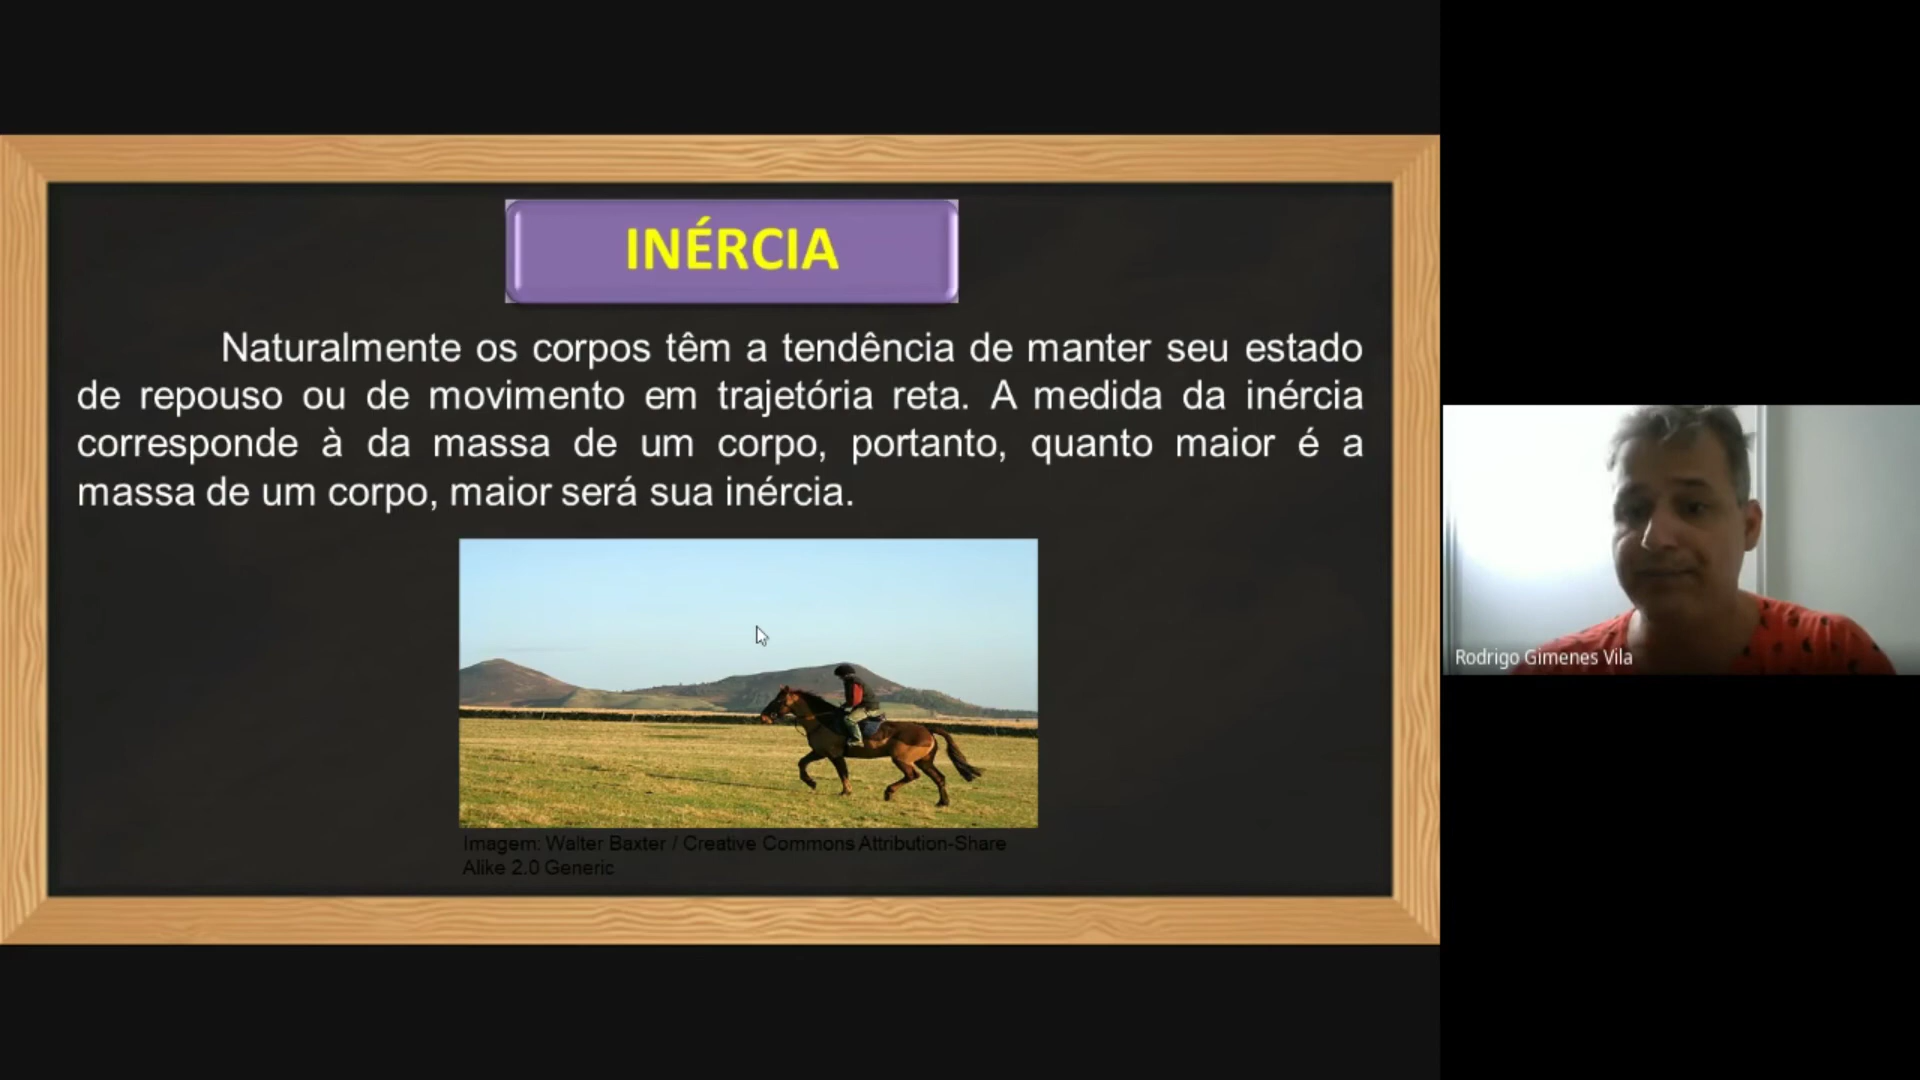 INÉRCIA
Naturalmente os corpos têm a tendência de manter seu estado
de repouso ou de movimento em trajetória reta. A medida da inércia
corresponde à da massa de um corpo, portanto, quanto maior é a
massa de um corpo, maior será sua inércia.
Imagem: Walter Baxter / Creative Commons Attribution-Share
Alike 2.0 Generic
Rodrigo Gimenes Vila